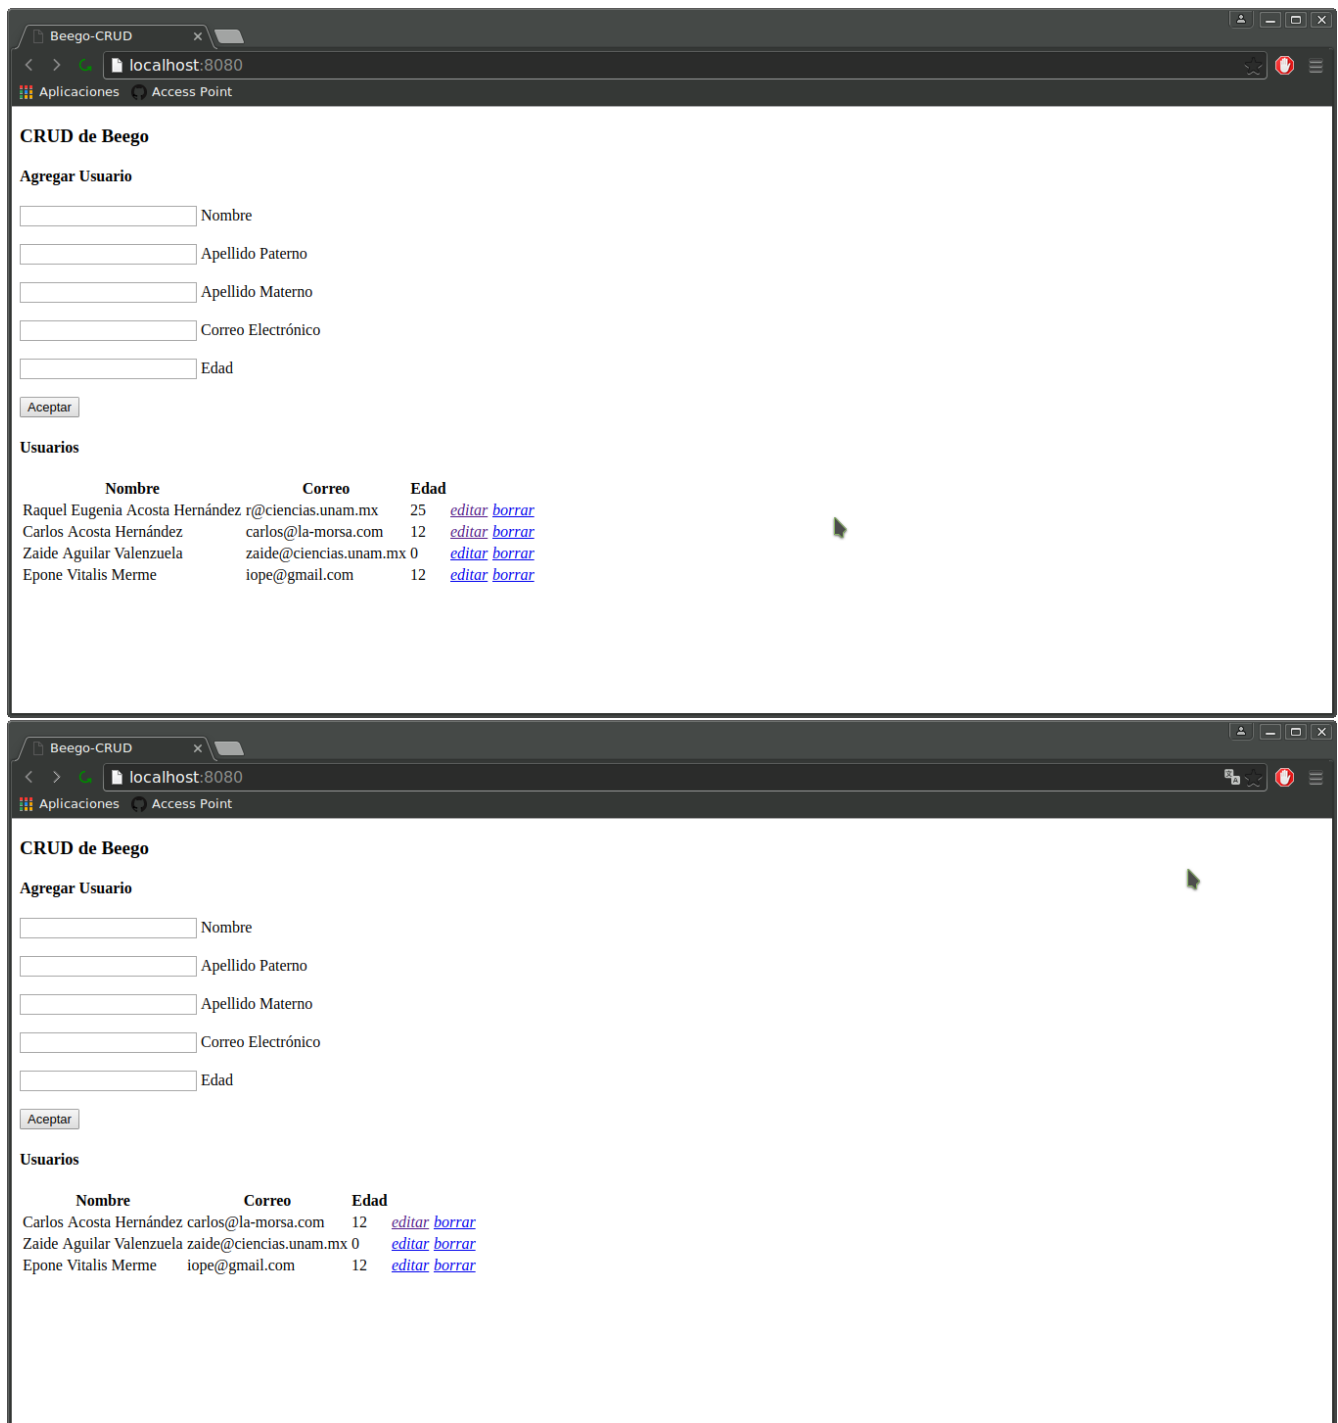 Beego-CRUD
localhost:8080
Aplicaciones Access Point
CRUD de Beego
Agregar Usuario
Nombre
Apellido Paterno
Apellido Materno
Correo Electrónico
Edad
Aceptar
Usuarios
Nombre Correo Edad
Raquel Eugenia Acosta Hernández r@ciencias.unam.mx 25 editar borrar
Carlos Acosta Hernández carlos@la-morsa.com 12 editar borrar
Zaide Aguilar Valenzuela zaide@ciencias.unam.mx 0 editar borrar
Epone Vitalis Merme iope@gmail.com 12 editar borrar
Beego-CRUD
localhost:8080
Aplicaciones Access Point
CRUD de Beego
Agregar Usuario
Nombre
Apellido Paterno
Apellido Materno
Correo Electrónico
Edad
Aceptar
Usuarios
Nombre Correo Edad
Carlos Acosta Hernández carlos@la-morsa.com 12 editar borrar
Zaide Aguilar Valenzuela zaide@ciencias.unam.mx 0 editar borrar
Epone Vitalis Merme iope@gmail.com 12 editar borrar